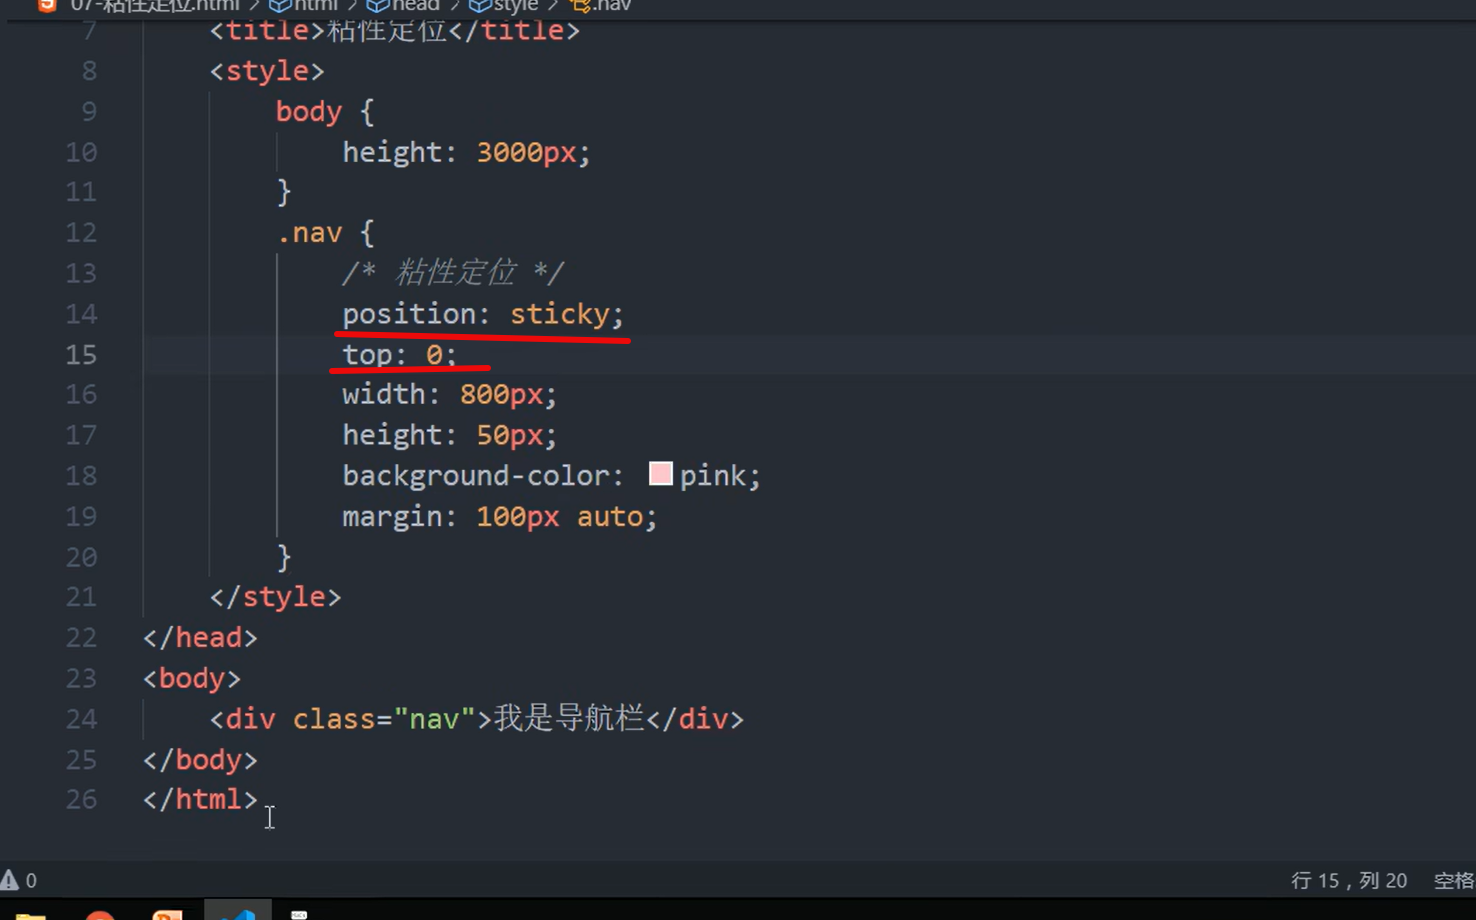 07-粘性定位.html > html > head > style > .nav
7 <title>粘性定位</title>
8 <style>
9 body {
10 height: 3000px;
11 }
12 .nav {
13 /* 粘性定位 */
14 position: sticky;
15 top: 0;
16 width: 800px;
17 height: 50px;
18 background-color: pink;
19 margin: 100px auto;
20 }
21 </style>
22 </head>
23 <body>
24 <div class="nav">我是导航栏</div>
25 </body>
26 </html>
0 行 15，列 20 空格